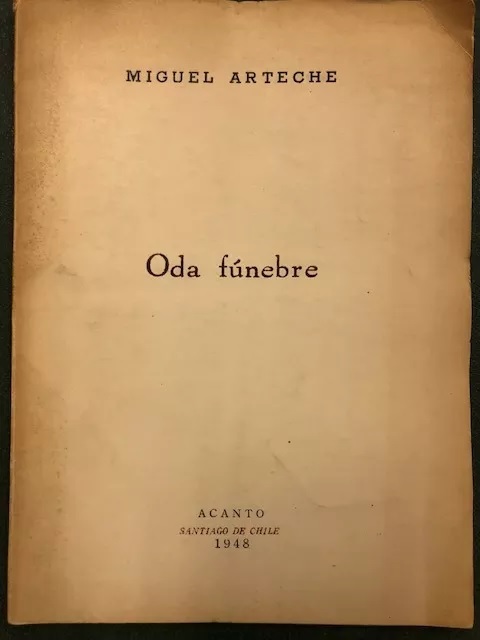 MIGUEL ARTECHE
Oda fúnebre
ACANTO
SANTIAGO DE CHILE
1948